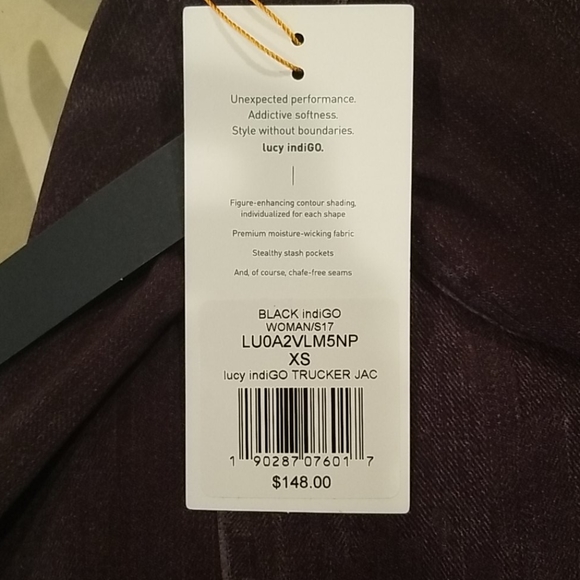 Unexpected performance.
Addictive softness.
Style without boundaries.
lucy indiGO.
Figure-enhancing contour shading,
individualized for each shape
Premium moisture-wicking fabric
Stealthy stash pockets
And, of course, chafe-free seams
BLACK indiGO
WOMAN/S17
LU0A2VLM5NP
XS
lucy indiGO TRUCKER JAC
1 90287 07601 7
$148.00